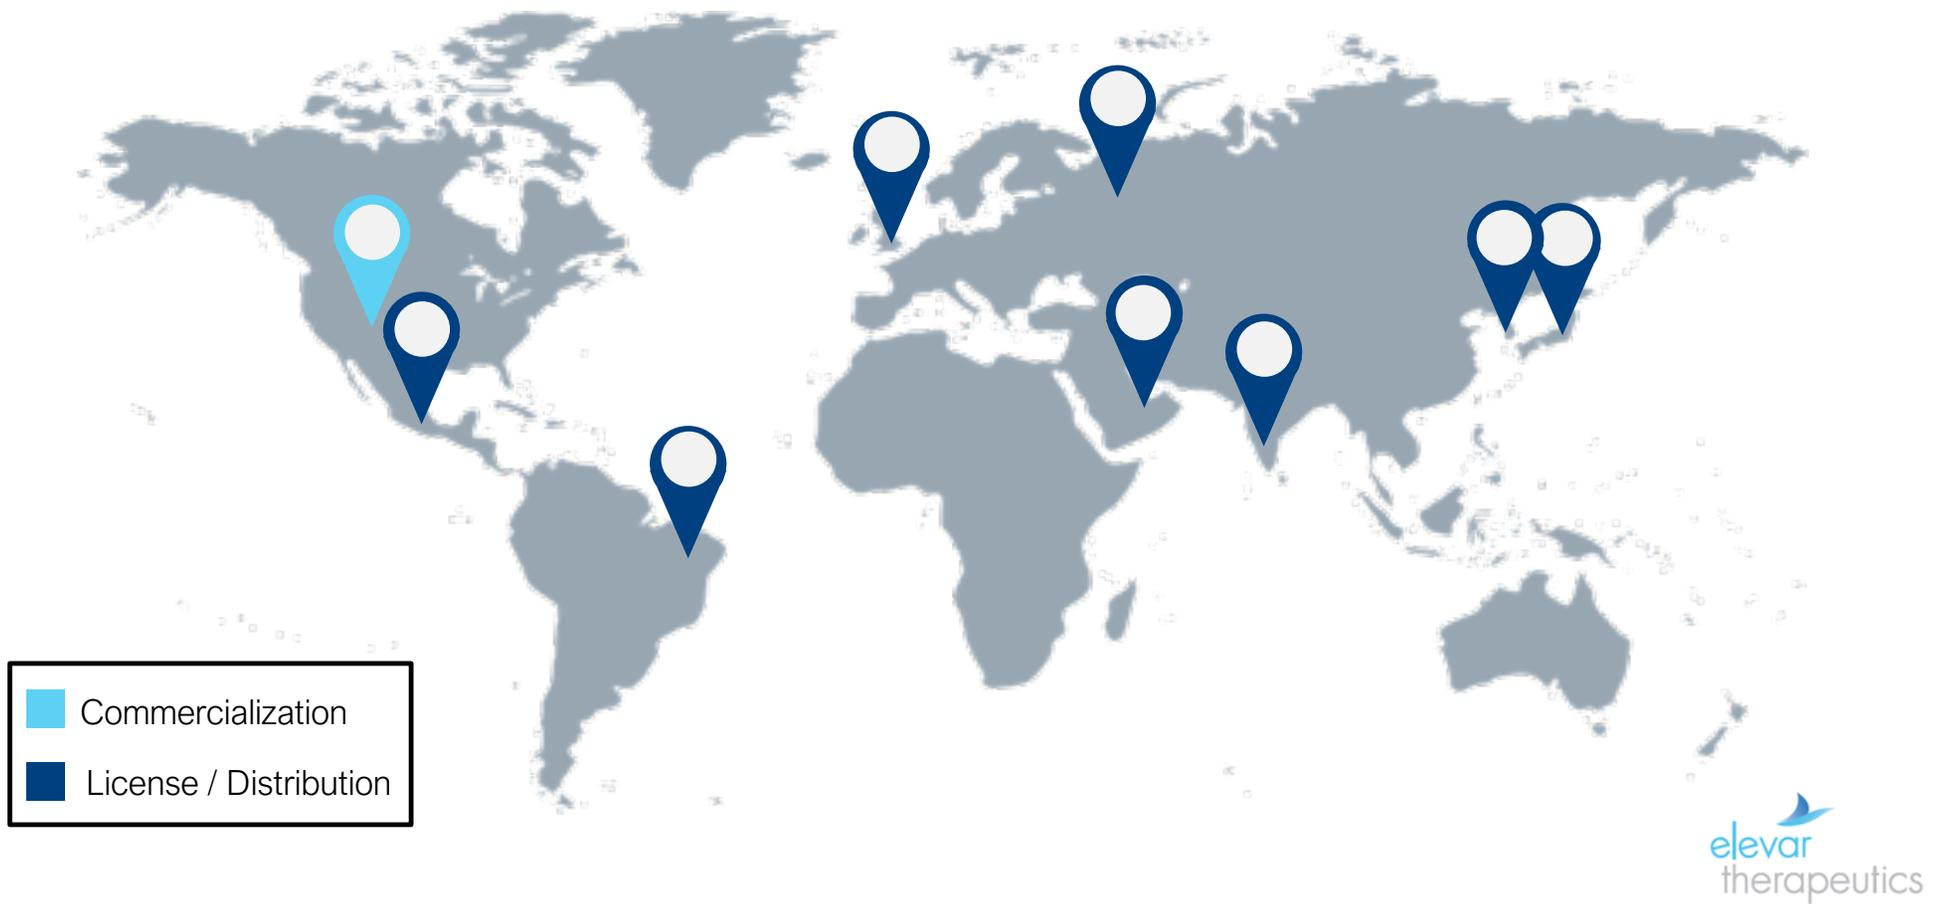 Commercialization
License / Distribution
elevar
therapeutics